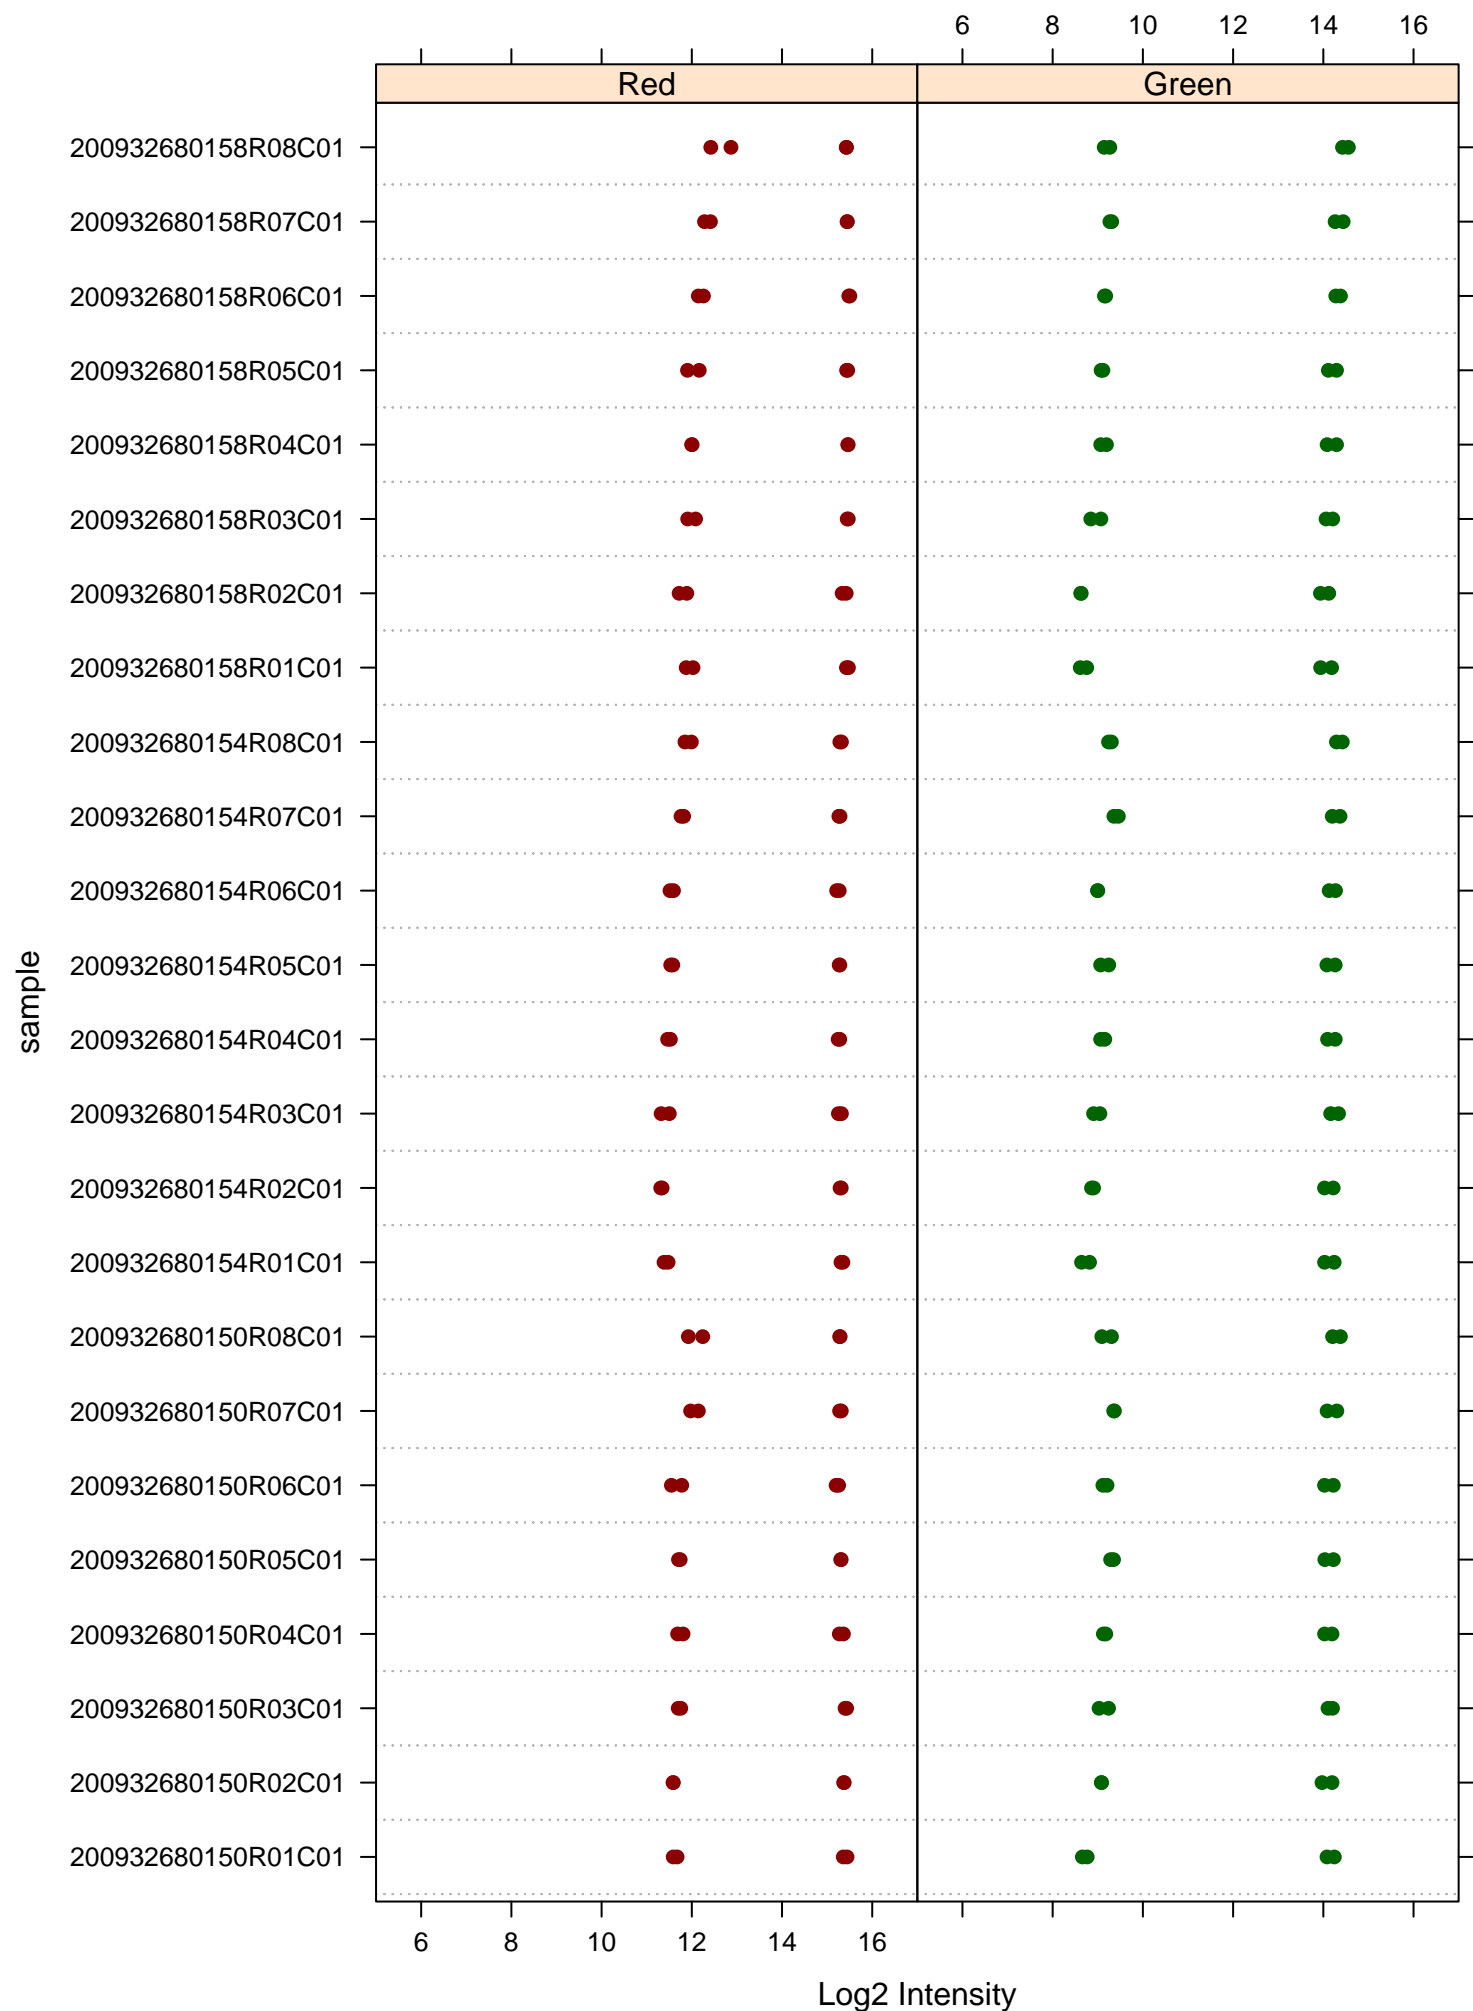 6 8 10 12 14 16
Red Green
200932680158R08C01
200932680158R07C01
200932680158R06C01
200932680158R05C01
200932680158R04C01
200932680158R03C01
200932680158R02C01
200932680158R01C01
200932680154R08C01
200932680154R07C01
200932680154R06C01
200932680154R05C01
200932680154R04C01
200932680154R03C01
200932680154R02C01
200932680154R01C01
200932680150R08C01
200932680150R07C01
200932680150R06C01
200932680150R05C01
200932680150R04C01
200932680150R03C01
200932680150R02C01
200932680150R01C01
sample
6 8 10 12 14 16
Log2 Intensity